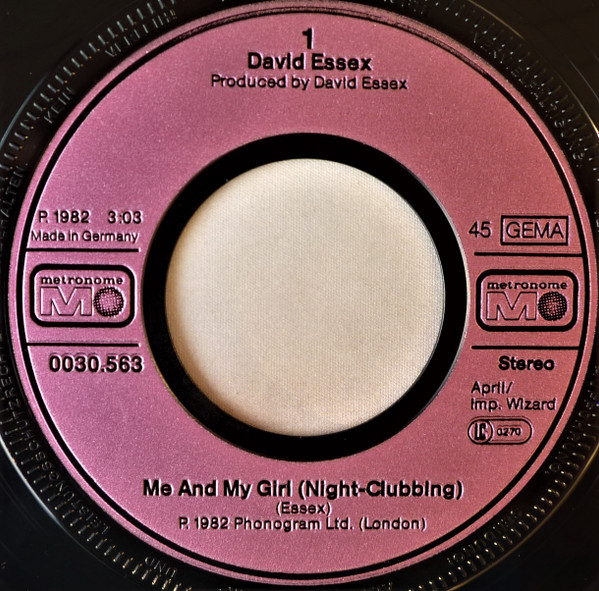 1
David Essex
Produced by David Essex
P. 1982 3:03
Made in Germany
45 GEMA
metronome
M
metronome
M
0030.563
Stereo
April/
Imp. Wizard
LC 0270
Me And My Girl (Night-Clubbing)
(Essex)
P. 1982 Phonogram Ltd. (London)